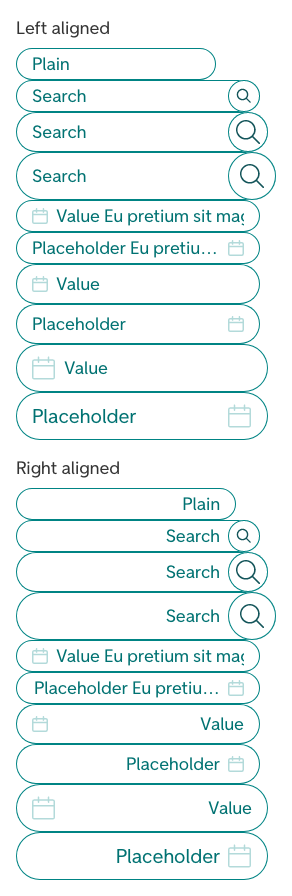 Left aligned
Plain
Search
Search
Search
Value Eu pretium sit mag
Placeholder Eu pretiu…
Value
Placeholder
Value
Placeholder
Right aligned
Plain
Search
Search
Search
Value Eu pretium sit mag
Placeholder Eu pretiu…
Value
Placeholder
Value
Placeholder